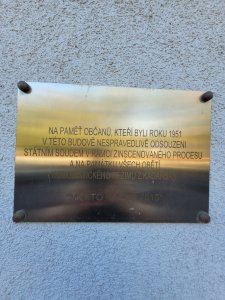 NA PAMĚŤ OBČANŮ, KTEŘÍ BYLI ROKU 1951
V TÉTO BUDOVĚ NESPRAVEDLIVĚ ODSOUZENI
STÁTNÍM SOUDEM V RÁMCI ZINSCENOVANÉHO PROCESU
A NA PAMÁTKU VŠECH OBĚTÍ
REŽIMU Z
MĚSTO